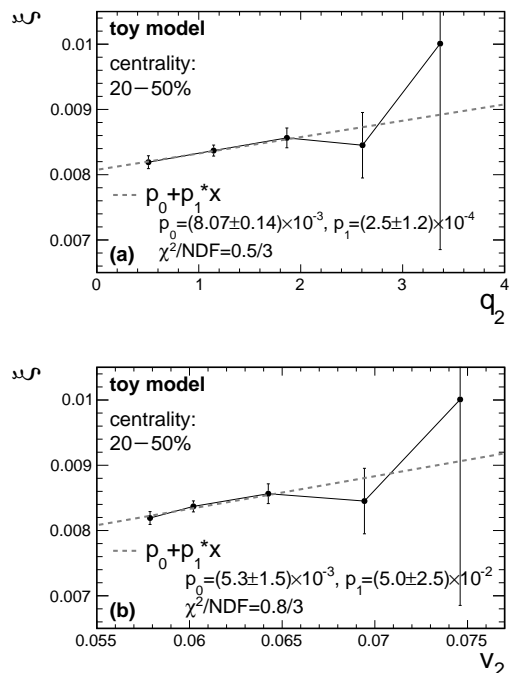 ξ
0.01
0.009
0.008
0.007
toy model
centrality:
20−50%
p₀+p₁*x
p₀=(8.07±0.14)×10⁻³, p₁=(2.5±1.2)×10⁻⁴
χ²/NDF=0.5/3
(a)
0 1 2 3 4
q₂
ξ
0.01
0.009
0.008
0.007
toy model
centrality:
20−50%
p₀+p₁*x
p₀=(5.3±1.5)×10⁻³, p₁=(5.0±2.5)×10⁻²
χ²/NDF=0.8/3
(b)
0.055 0.06 0.065 0.07 0.075
v₂